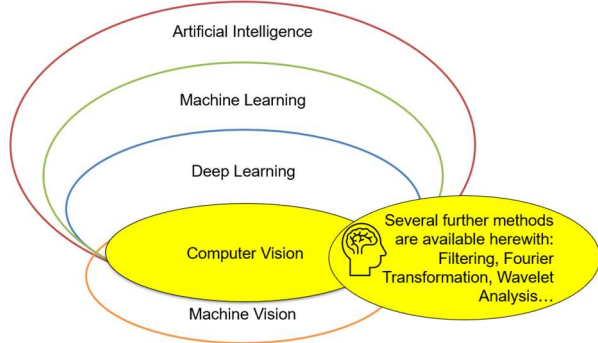 Artificial Intelligence
Machine Learning
Deep Learning
Computer Vision
Several further methods
are available herewith:
Filtering, Fourier
Transformation, Wavelet
Analysis…
Machine Vision